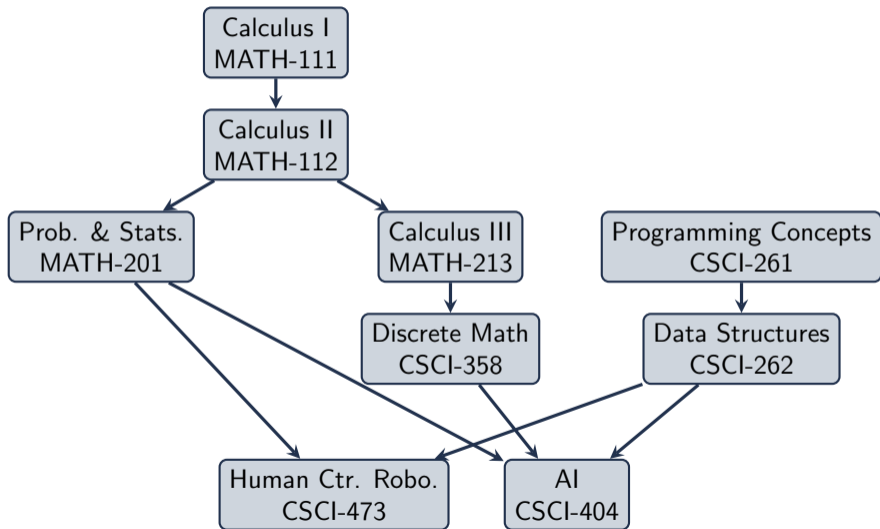 Calculus I
MATH-111
Calculus II
MATH-112
Prob. & Stats.
MATH-201
Calculus III
MATH-213
Programming Concepts
CSCI-261
Discrete Math
CSCI-358
Data Structures
CSCI-262
Human Ctr. Robo.
CSCI-473
AI
CSCI-404